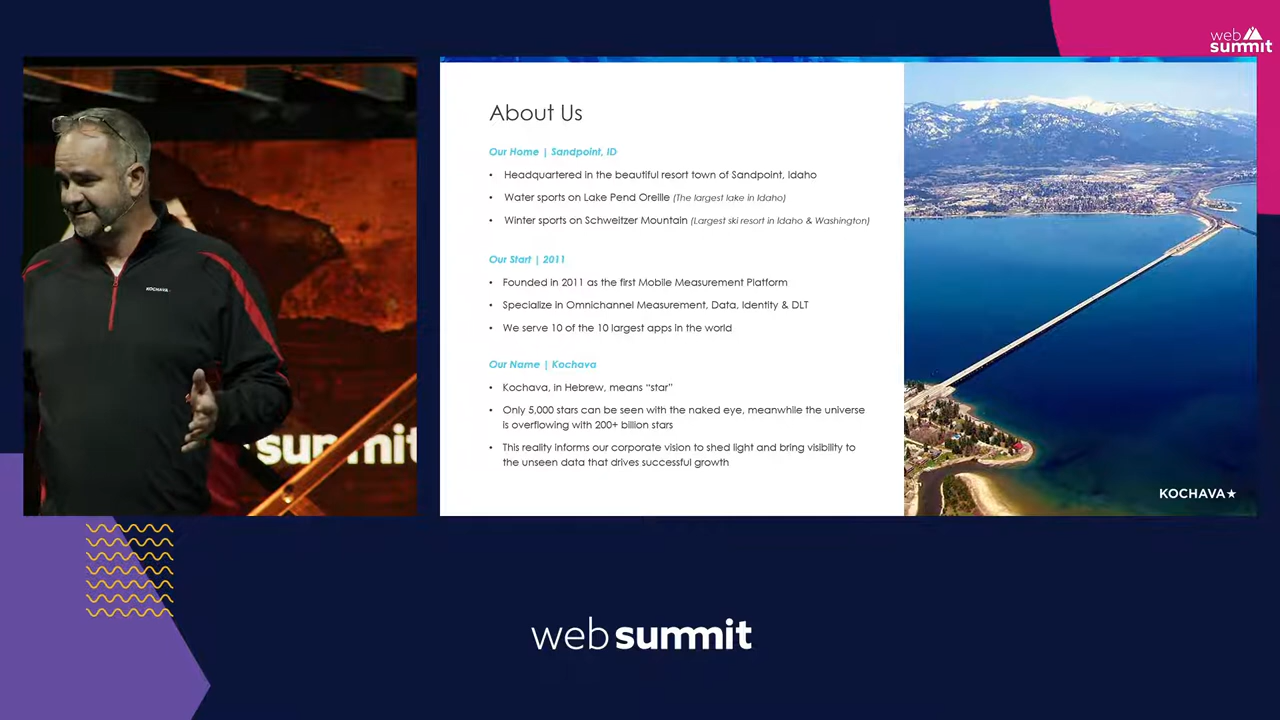 web
summit
KOCHAVA
summit
About Us
Our Home | Sandpoint, ID
• Headquartered in the beautiful resort town of Sandpoint, Idaho
• Water sports on Lake Pend Oreille (The largest lake in Idaho)
• Winter sports on Schweitzer Mountain (Largest ski resort in Idaho & Washington)
Our Start | 2011
• Founded in 2011 as the first Mobile Measurement Platform
• Specialize in Omnichannel Measurement, Data, Identity & DLT
• We serve 10 of the 10 largest apps in the world
Our Name | Kochava
• Kochava, in Hebrew, means “star”
• Only 5,000 stars can be seen with the naked eye, meanwhile the universe
is overflowing with 200+ billion stars
• This reality informs our corporate vision to shed light and bring visibility to
the unseen data that drives successful growth
KOCHAVA★
web summit